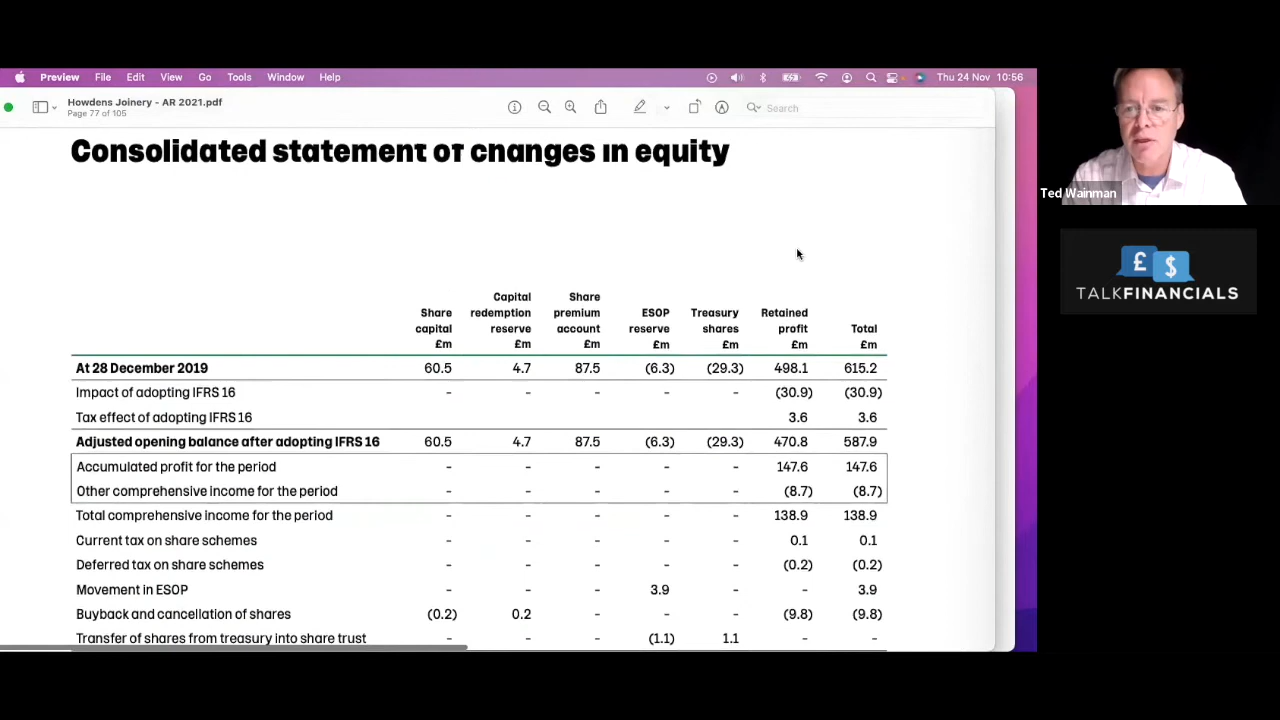 Preview File Edit View Go Tools Window Help Thu 24 Nov 10:56
Howdens Joinery - AR 2021.pdf
Page 77 of 105
Search
Consolidated statement of changes in equity
Share capital £m Capital redemption reserve £m Share premium account £m ESOP reserve £m Treasury shares £m Retained profit £m Total £m
At 28 December 2019 60.5 4.7 87.5 (6.3) (29.3) 498.1 615.2
Impact of adopting IFRS 16 - - - - - (30.9) (30.9)
Tax effect of adopting IFRS 16 3.6 3.6
Adjusted opening balance after adopting IFRS 16 60.5 4.7 87.5 (6.3) (29.3) 470.8 587.9
Accumulated profit for the period - - - - - 147.6 147.6
Other comprehensive income for the period - - - - - (8.7) (8.7)
Total comprehensive income for the period - - - - - 138.9 138.9
Current tax on share schemes - - - - - 0.1 0.1
Deferred tax on share schemes - - - - - (0.2) (0.2)
Movement in ESOP - - - 3.9 - - 3.9
Buyback and cancellation of shares (0.2) 0.2 - - - (9.8) (9.8)
Transfer of shares from treasury into share trust - - - (1.1) 1.1 - -
Ted Wainman
£ $
TALKFINANCIALS